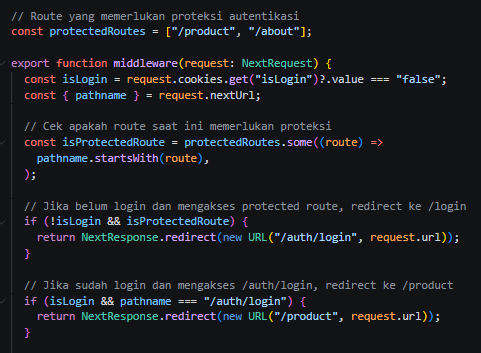 // Route yang memerlukan proteksi autentikasi
const protectedRoutes = ["/product", "/about"];
export function middleware(request: NextRequest) {
const isLogin = request.cookies.get("isLogin")?.value === "false";
const { pathname } = request.nextUrl;
// Cek apakah route saat ini memerlukan proteksi
const isProtectedRoute = protectedRoutes.some((route) =>
pathname.startsWith(route),
);
// Jika belum login dan mengakses protected route, redirect ke /login
if (!isLogin && isProtectedRoute) {
return NextResponse.redirect(new URL("/auth/login", request.url));
}
// Jika sudah login dan mengakses /auth/login, redirect ke /product
if (isLogin && pathname === "/auth/login") {
return NextResponse.redirect(new URL("/product", request.url));
}